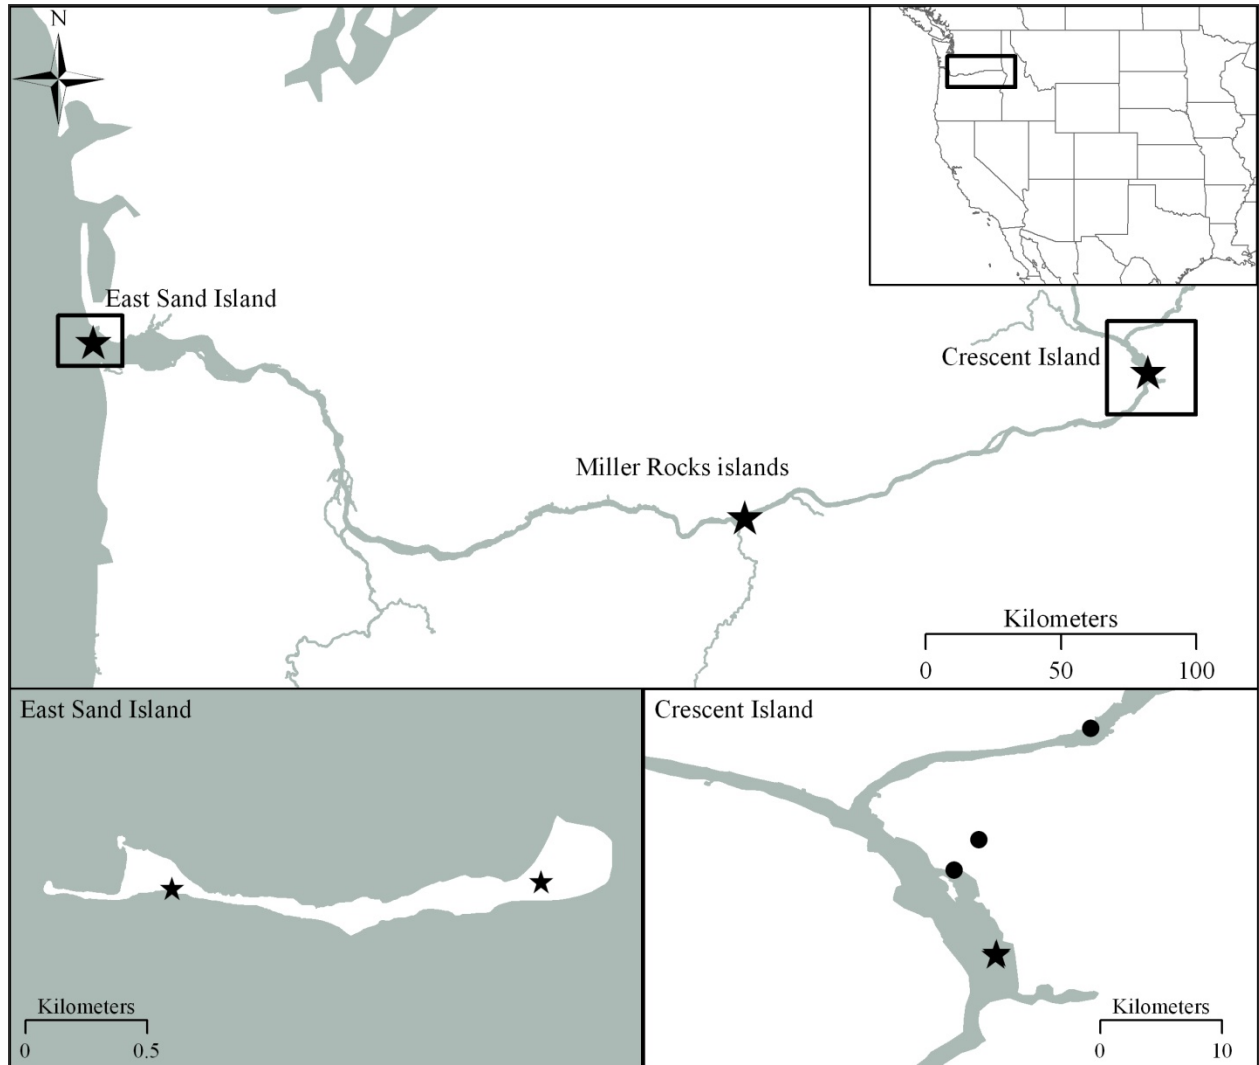 N
East Sand Island
Crescent Island
Miller Rocks islands
Kilometers
0 50 100
East Sand Island
Kilometers
0 0.5
Crescent Island
Kilometers
0 10